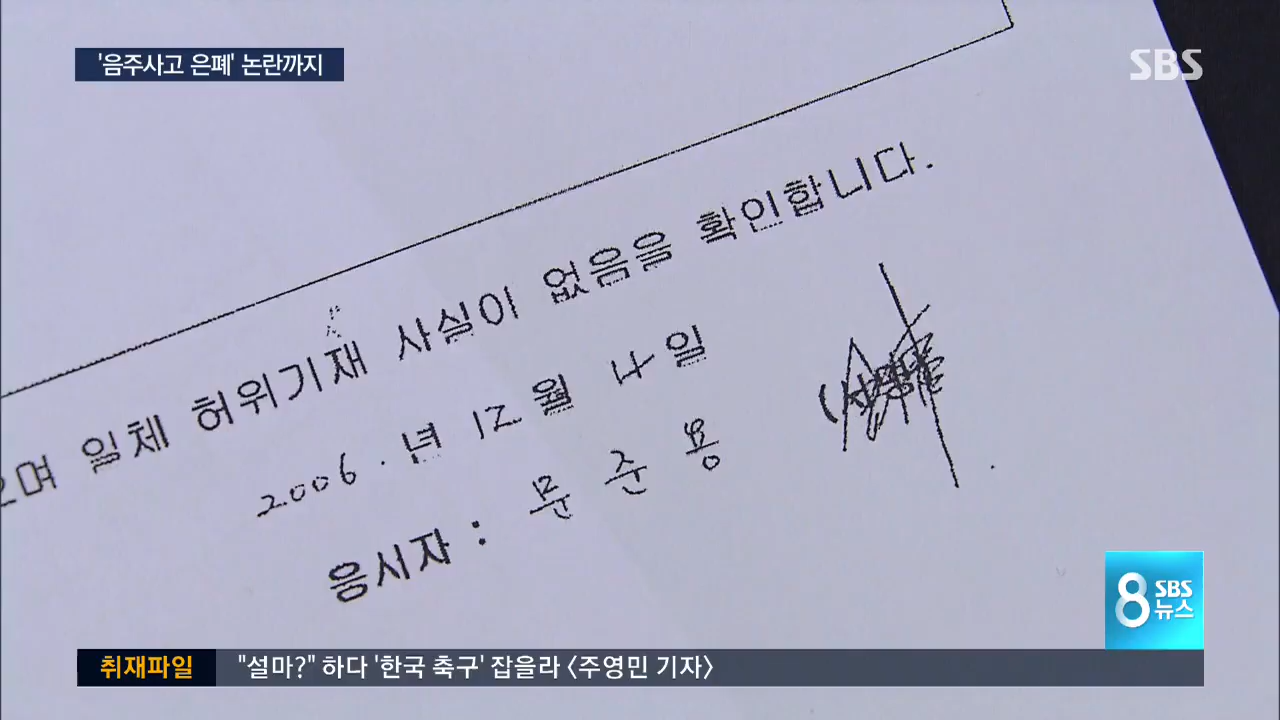 '음주사고 은폐' 논란까지
SBS
으며 일체 허위기재 사실이 없음을 확인합니다.
2006. 년 12 월 4 일
응시자 : 문 준 용
8 SBS 뉴스
취재파일 "설마?" 하다 '한국 축구' 잡을라 〈주영민 기자〉